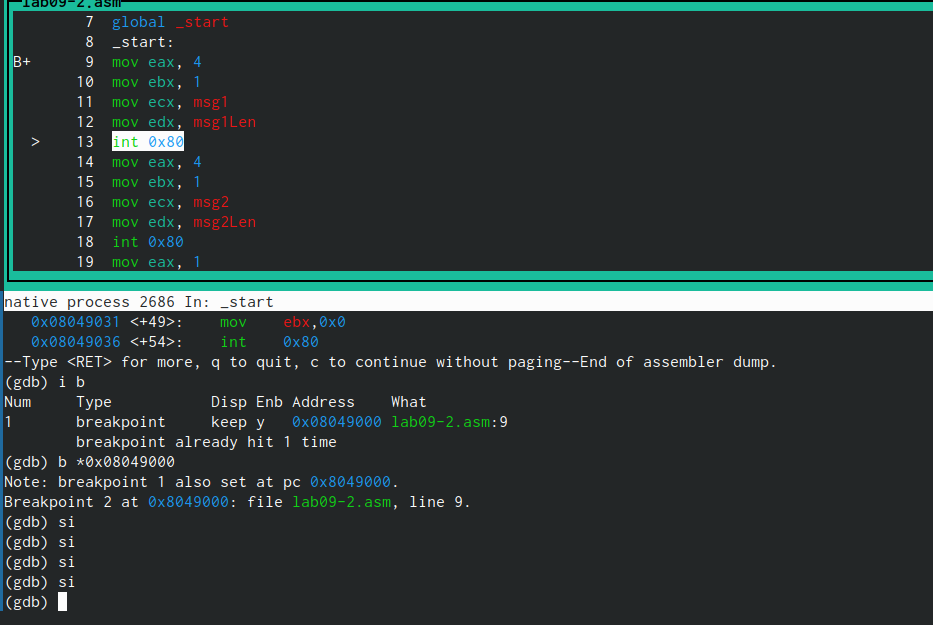 lab09-2.asm
7 global _start
8 _start:
B+ 9 mov eax, 4
10 mov ebx, 1
11 mov ecx, msg1
12 mov edx, msg1Len
> 13 int 0x80
14 mov eax, 4
15 mov ebx, 1
16 mov ecx, msg2
17 mov edx, msg2Len
18 int 0x80
19 mov eax, 1
native process 2686 In: _start
0x08049031 <+49>: mov ebx,0x0
0x08049036 <+54>: int 0x80
--Type <RET> for more, q to quit, c to continue without paging--End of assembler dump.
(gdb) i b
Num Type Disp Enb Address What
1 breakpoint keep y 0x08049000 lab09-2.asm:9
breakpoint already hit 1 time
(gdb) b *0x08049000
Note: breakpoint 1 also set at pc 0x8049000.
Breakpoint 2 at 0x8049000: file lab09-2.asm, line 9.
(gdb) si
(gdb) si
(gdb) si
(gdb) si
(gdb)